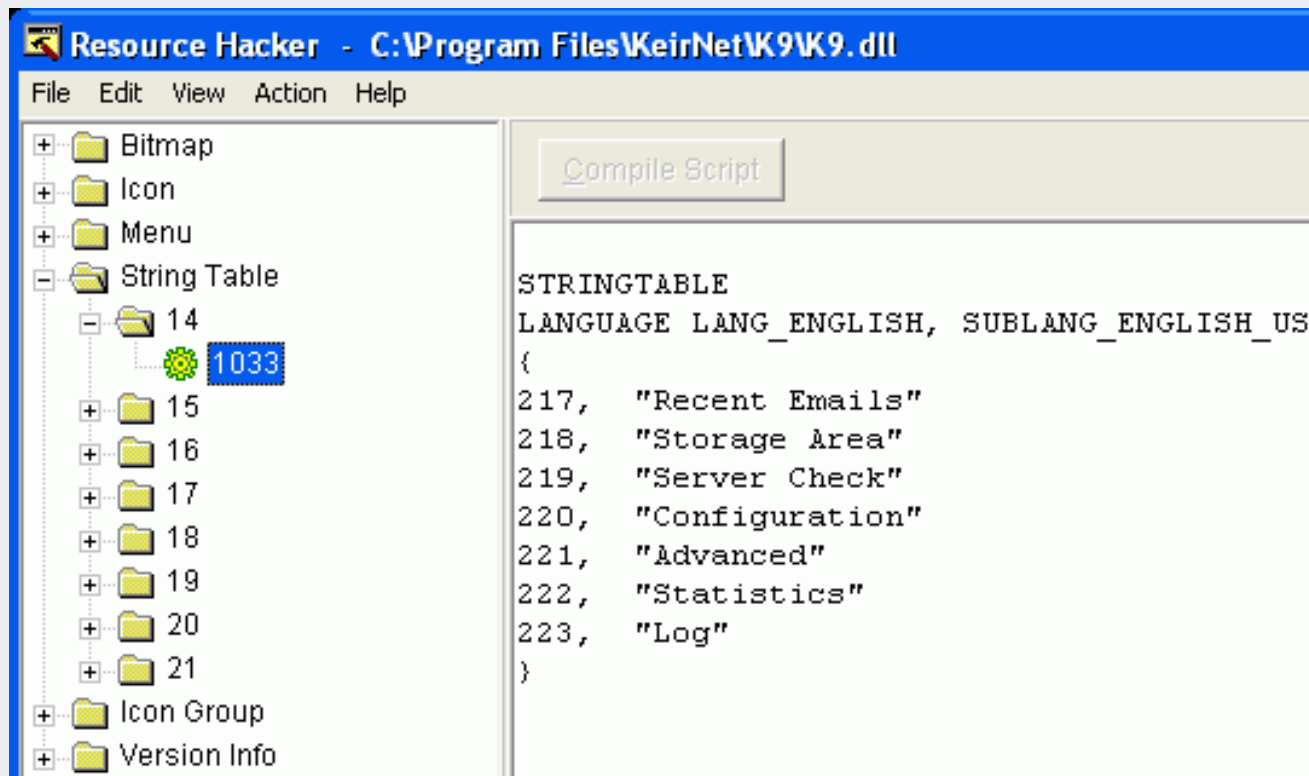 Resource Hacker - C:\Program Files\KeirNet\K9\K9.dll
File Edit View Action Help
Bitmap
Icon
Menu
String Table
14
1033
15
16
17
18
19
20
21
Icon Group
Version Info
Compile Script
STRINGTABLE
LANGUAGE LANG_ENGLISH, SUBLANG_ENGLISH_US
{
217, "Recent Emails"
218, "Storage Area"
219, "Server Check"
220, "Configuration"
221, "Advanced"
222, "Statistics"
223, "Log"
}